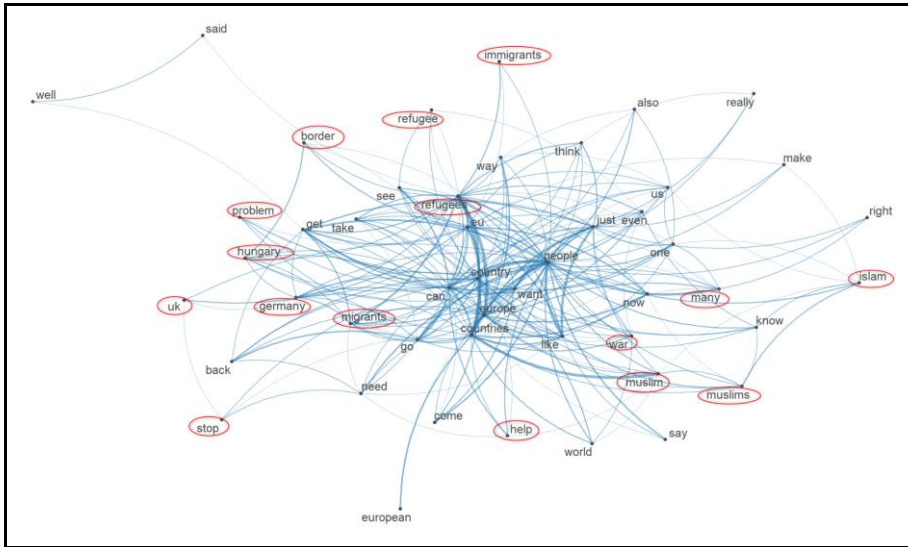 said
immigrants
well
also
really
refugee
border
think
way
make
see
us
problem
refugees
get
take
eu
just
even
right
hungary
people
one
country
islam
can
want
uk
germany
migrants
europe
now
many
countries
know
go
like
war
back
need
muslim
muslims
come
stop
help
say
world
european